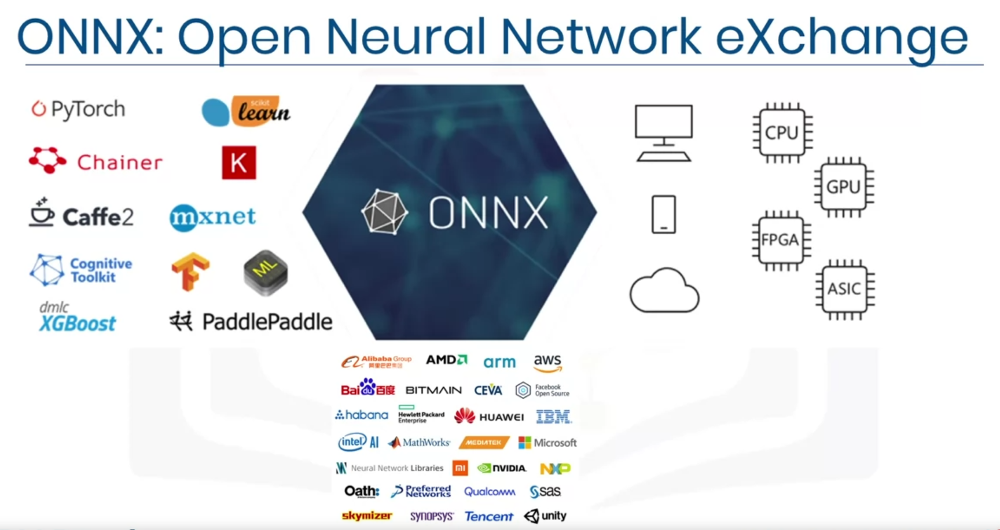 ONNX: Open Neural Network eXchange
PyTorch
scikit
learn
Chainer
K
Caffe2
mxnet
Cognitive
Toolkit
ML
dmlc
XGBoost
PaddlePaddle
ONNX
CPU
GPU
FPGA
ASIC
Alibaba Group
阿里巴巴集团
AMD
arm
aws
Bai du 百度
BITMAIN
CEVA
Facebook
Open Source
habana
Hewlett Packard
Enterprise
HUAWEI
IBM
intel AI
MathWorks
MEDIATEK
Microsoft
Neural Network Libraries
mi
NVIDIA.
NXP
Oath:
Preferred
Networks
Qualcomm
sas
skymizer
SYNOPSYS
Tencent
unity